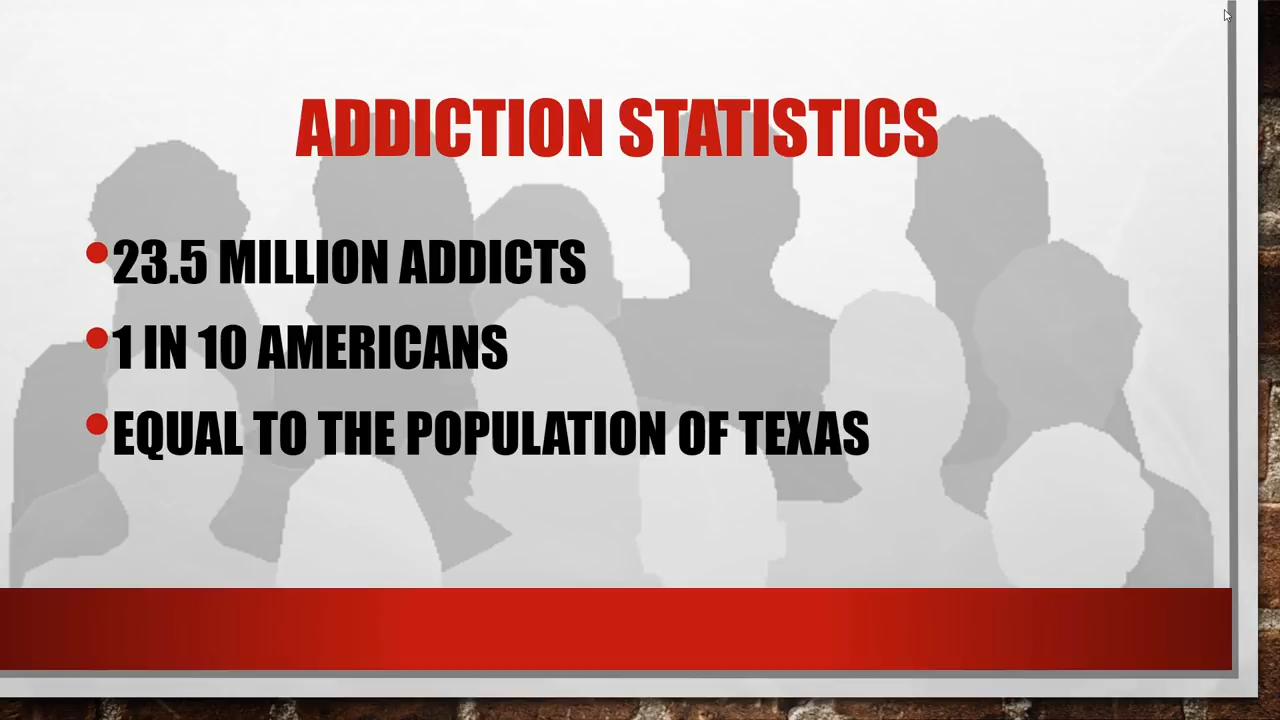 ADDICTION STATISTICS
•23.5 MILLION ADDICTS
•1 IN 10 AMERICANS
•EQUAL TO THE POPULATION OF TEXAS